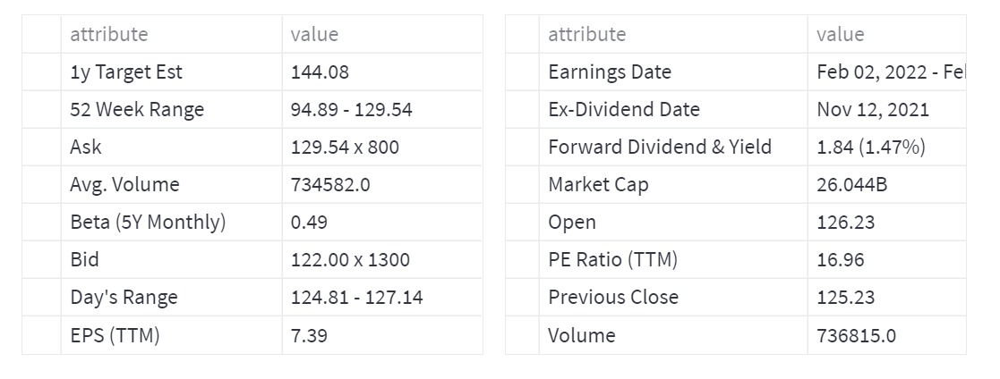 attribute value
1y Target Est 144.08
52 Week Range 94.89 - 129.54
Ask 129.54 x 800
Avg. Volume 734582.0
Beta (5Y Monthly) 0.49
Bid 122.00 x 1300
Day's Range 124.81 - 127.14
EPS (TTM) 7.39
attribute value
Earnings Date Feb 02, 2022 - Fel
Ex-Dividend Date Nov 12, 2021
Forward Dividend & Yield 1.84 (1.47%)
Market Cap 26.044B
Open 126.23
PE Ratio (TTM) 16.96
Previous Close 125.23
Volume 736815.0